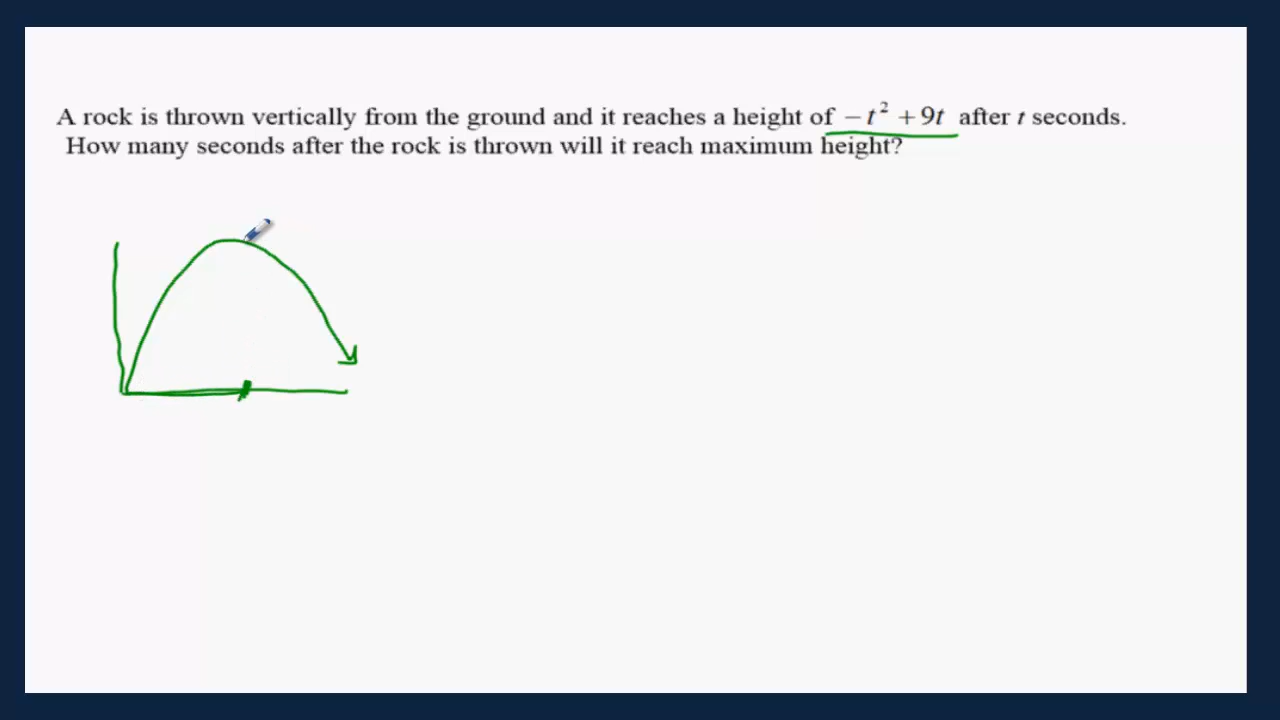 A rock is thrown vertically from the ground and it reaches a height of −t² + 9t after t seconds.
How many seconds after the rock is thrown will it reach maximum height?